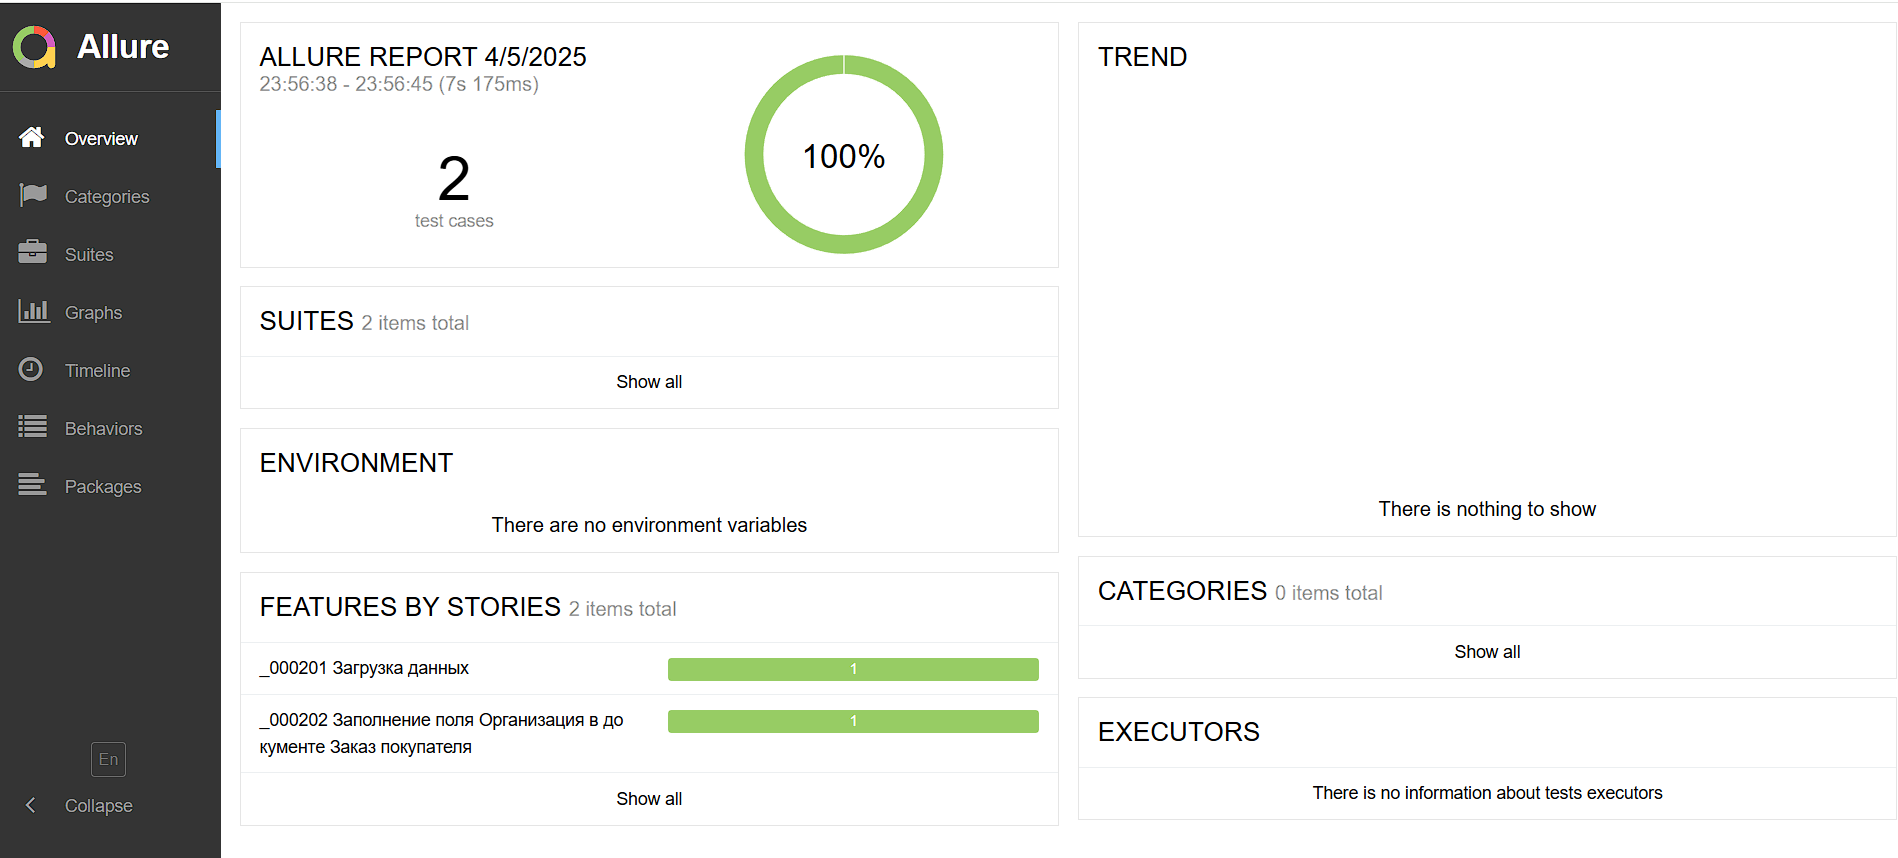 Allure
Overview
Categories
Suites
Graphs
Timeline
Behaviors
Packages
En
Collapse
ALLURE REPORT 4/5/2025
23:56:38 - 23:56:45 (7s 175ms)
2
test cases
100%
SUITES 2 items total
Show all
ENVIRONMENT
There are no environment variables
FEATURES BY STORIES 2 items total
_000201 Загрузка данных
1
_000202 Заполнение поля Организация в до
кументе Заказ покупателя
1
Show all
TREND
There is nothing to show
CATEGORIES 0 items total
Show all
EXECUTORS
There is no information about tests executors